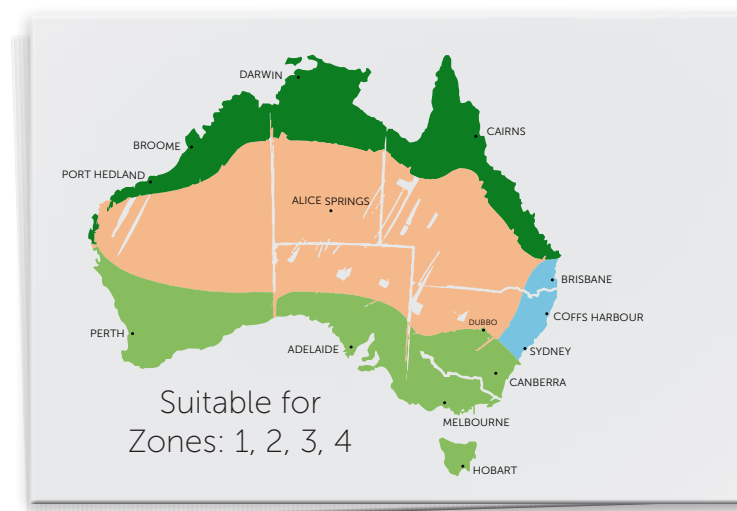 DARWIN
CAIRNS
BROOME
PORT HEDLAND
ALICE SPRINGS
BRISBANE
COFFS HARBOUR
DUBBO
PERTH
ADELAIDE
SYDNEY
CANBERRA
Suitable for
Zones: 1, 2, 3, 4
MELBOURNE
HOBART